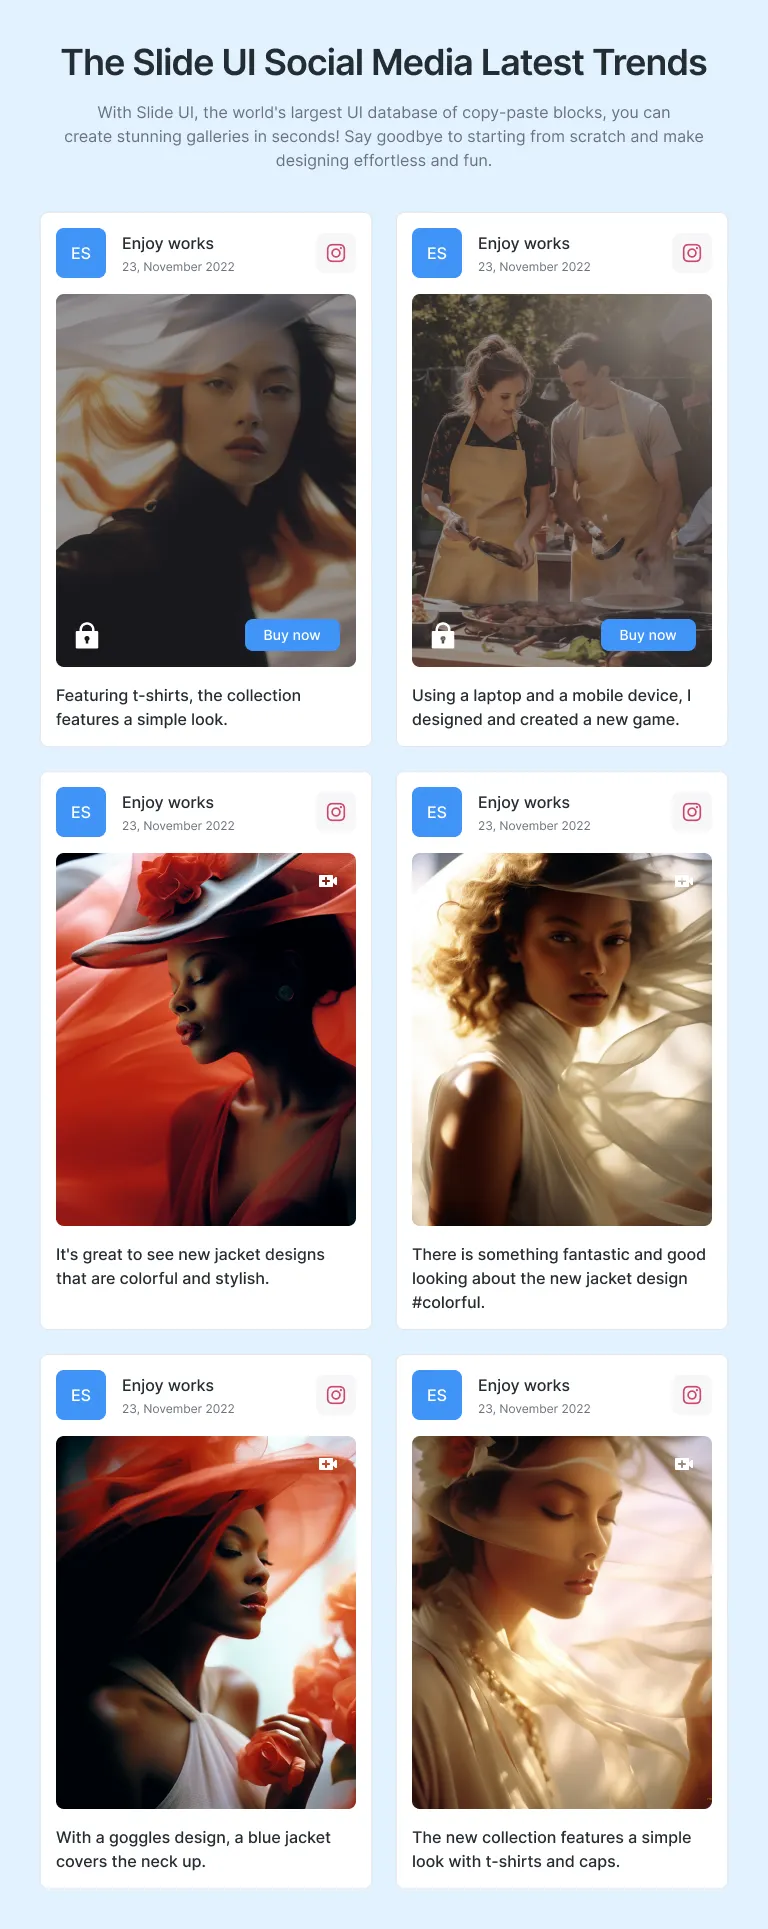 The Slide UI Social Media Latest Trends
With Slide UI, the world's largest UI database of copy-paste blocks, you can
create stunning galleries in seconds! Say goodbye to starting from scratch and make
designing effortless and fun.
ES
Enjoy works
23, November 2022
Buy now
Featuring t-shirts, the collection
features a simple look.
ES
Enjoy works
23, November 2022
Buy now
Using a laptop and a mobile device, I
designed and created a new game.
ES
Enjoy works
23, November 2022
It's great to see new jacket designs
that are colorful and stylish.
ES
Enjoy works
23, November 2022
There is something fantastic and good
looking about the new jacket design
#colorful.
ES
Enjoy works
23, November 2022
With a goggles design, a blue jacket
covers the neck up.
ES
Enjoy works
23, November 2022
The new collection features a simple
look with t-shirts and caps.